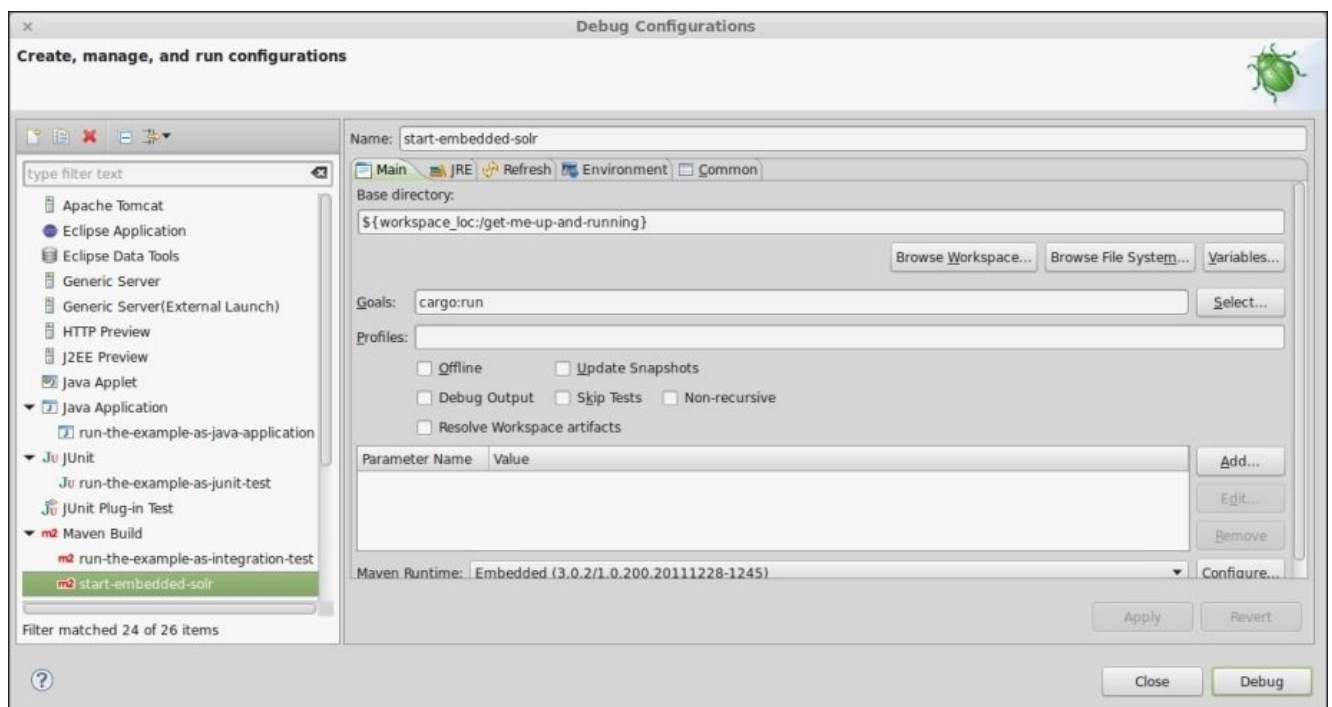 Debug Configurations
Create, manage, and run configurations
type filter text
Apache Tomcat
Eclipse Application
Eclipse Data Tools
Generic Server
Generic Server(External Launch)
HTTP Preview
J2EE Preview
Java Applet
Java Application
run-the-example-as-java-application
Ju JUnit
Ju run-the-example-as-junit-test
JUnit Plug-in Test
m2 Maven Build
m2 run-the-example-as-integration-test
m2 start-embedded-solr
Filter matched 24 of 26 items
Name: start-embedded-solr
Main JRE Refresh Environment Common
Base directory:
${workspace_loc:/get-me-up-and-running}
Browse Workspace... Browse File System... Variables...
Goals: cargo:run Select...
Profiles:
Offline Update Snapshots
Debug Output Skip Tests Non-recursive
Resolve Workspace artifacts
Parameter Name Value Add...
Edit...
Remove
Maven Runtime: Embedded (3.0.2/1.0.200.20111228-1245) Configure...
Apply Revert
? Close Debug